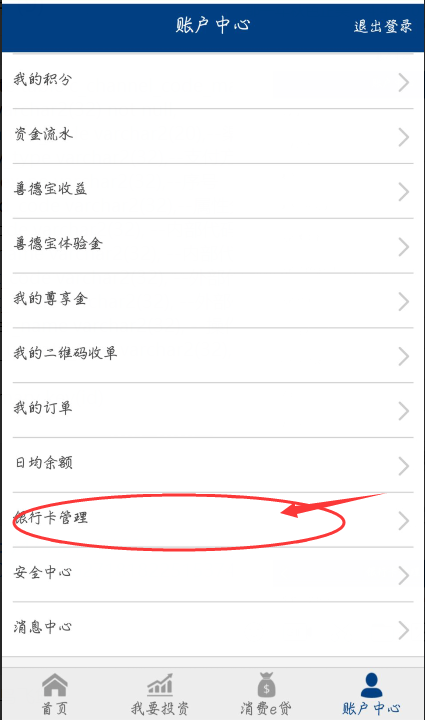 账户中心 退出登录
我的积分
资金流水
善德宝收益
善德宝体验金
我的尊享金
我的二维码收单
我的订单
日均余额
银行卡管理
安全中心
消息中心
首页 我要投资 消费e贷 账户中心